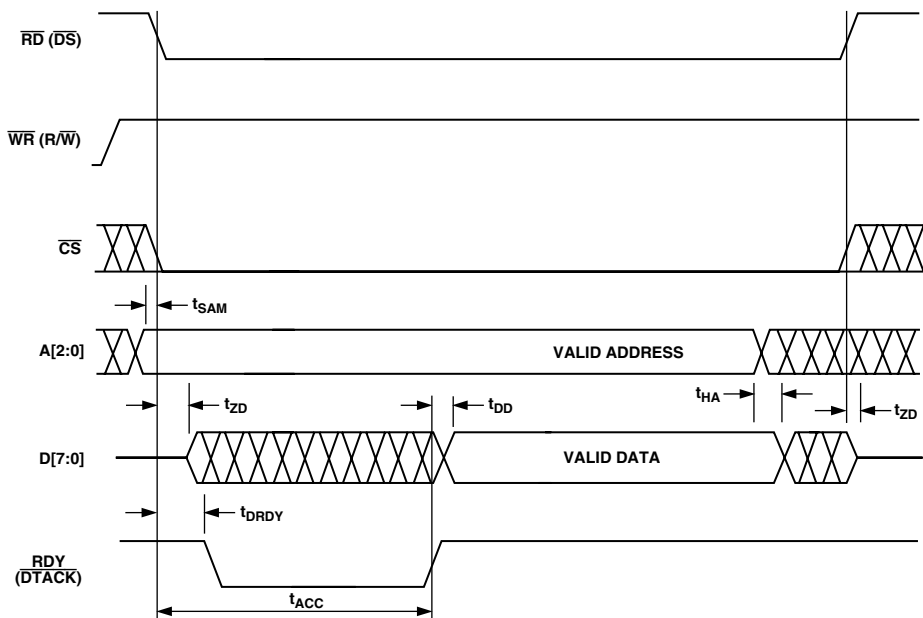 RD (DS)
WR (R/W)
CS
tSAM
A[2:0]
VALID ADDRESS
tZD
tDD
tHA
tZD
D[7:0]
VALID DATA
tDRDY
RDY
(DTACK)
tACC